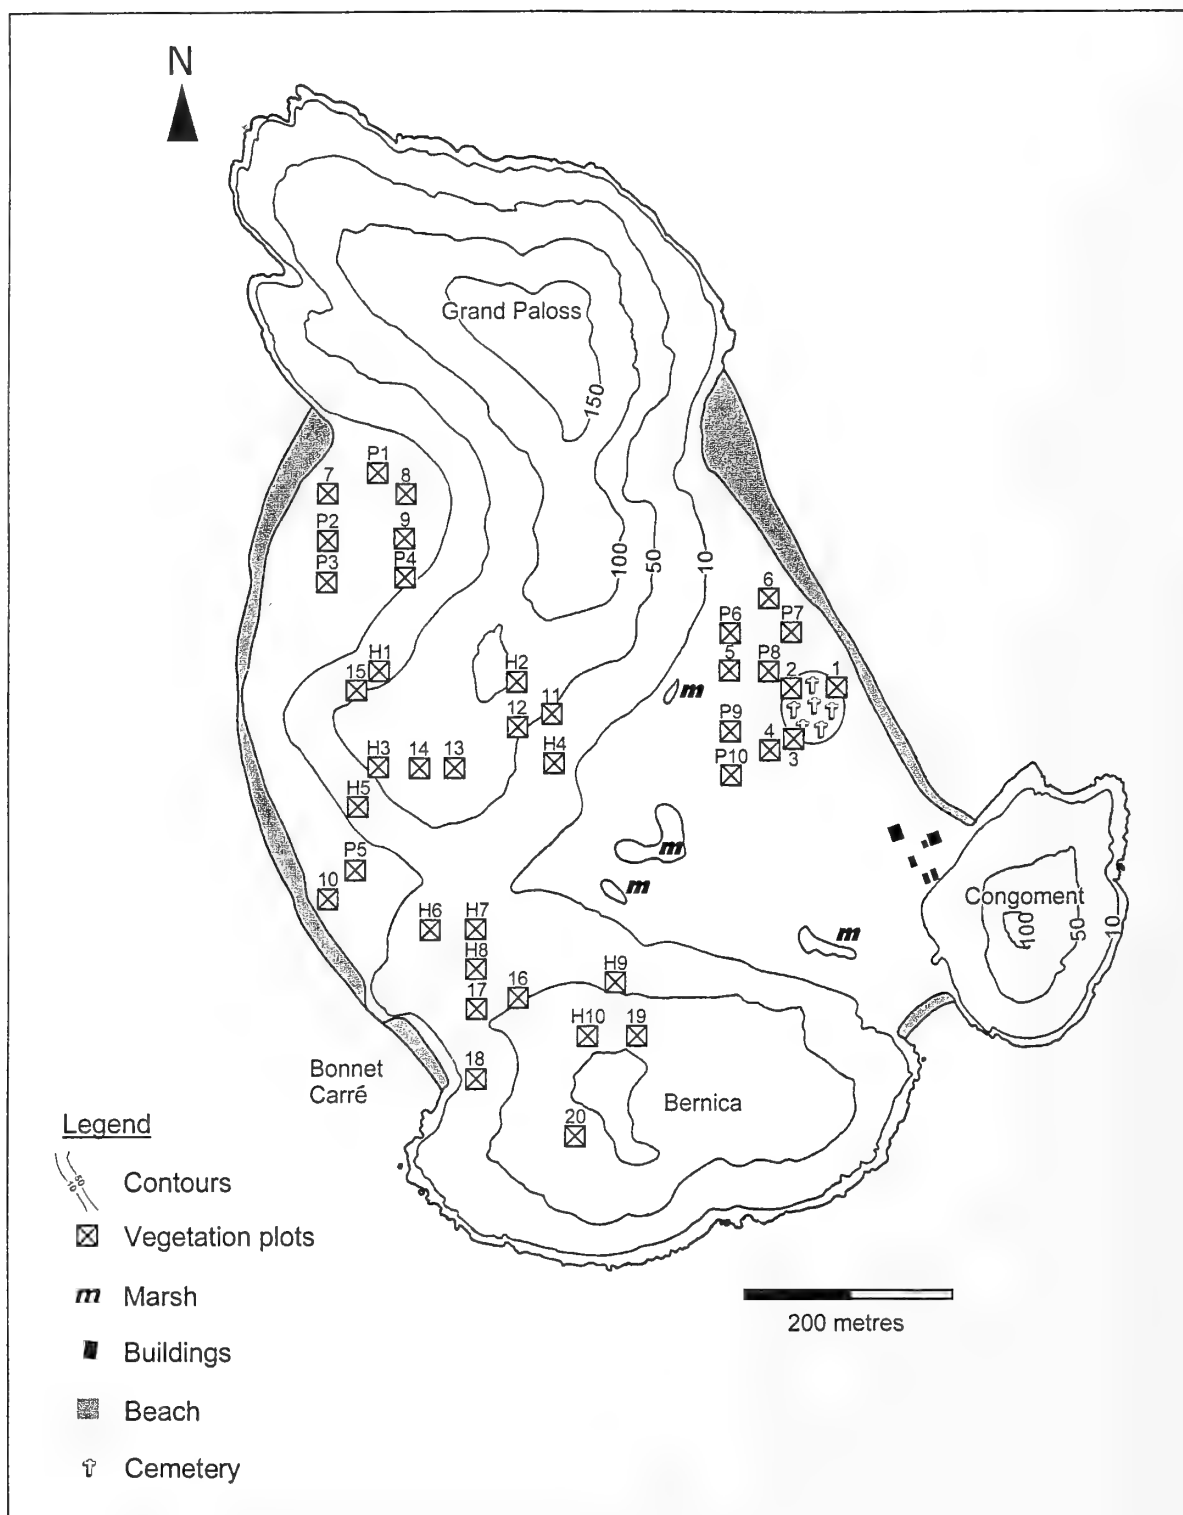 N
Grand Paloss
150
P1
7
8
P2
9
P3
P4
100
50
10
6
P6
P7
5
P8
2
1
H1
15
H2
11
12
m
P9
4
3
P10
H3
14
13
H4
H5
m
P5
m
10
Congoment
100
50
10
H6
H7
m
H8
H9
17
16
H10
19
18
Bonnet
Carré
Bernica
20
Legend
50
10
Contours
Vegetation plots
m Marsh
200 metres
Buildings
Beach
Cemetery